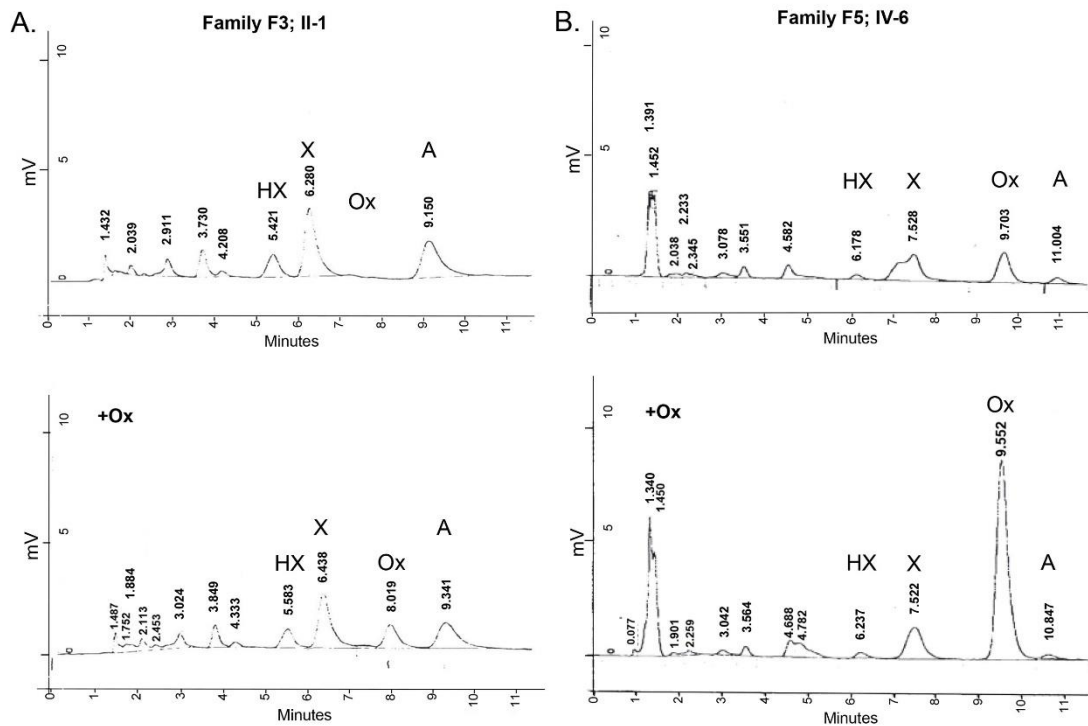 A.
Family F3; II-1
10
5
0
mV
1.432
2.039
2.911
3.730
4.208
HX
5.421
X
6.280
Ox
A
9.150
0 1 2 3 4 5 6 7 8 9 10 11
Minutes
B.
Family F5; IV-6
10
5
0
mV
1.391
1.452
2.038
2.233
2.345
3.078
3.551
4.582
HX
6.178
X
7.528
Ox
9.703
A
11.004
0 1 2 3 4 5 6 7 8 9 10 11
Minutes
+Ox
10
5
0
mV
1.487
1.752
1.884
2.113
2.453
3.024
3.849
4.333
HX
5.583
X
6.438
Ox
8.019
A
9.341
0 1 2 3 4 5 6 7 8 9 10 11
Minutes
+Ox
10
5
0
mV
0.077
1.340
1.450
1.901
2.259
3.042
3.564
4.688
4.782
HX
6.237
X
7.522
Ox
9.552
A
10.847
0 1 2 3 4 5 6 7 8 9 10 11
Minutes